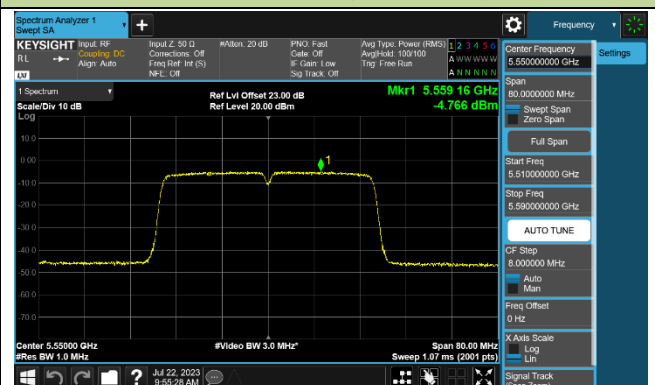 Spectrum Analyzer 1
Swept SA
Frequency
KEYSIGHT
RL
Input: RF
Coupling: DC
Align: Auto
Input Z: 50 Ω
Corrections: Off
Freq Ref: Int (S)
NFE: Off
#Atten: 20 dB
PNO: Fast
Gate: Off
IF Gain: Low
Sig Track: Off
Avg Type: Power (RMS)
Avg|Hold: 100/100
Trig: Free Run
1 2 3 4 5 6
A W W W W W
A N N N N N
LXI
1 Spectrum
Scale/Div 10 dB
Log
Ref Lvl Offset 23.00 dB
Ref Level 20.00 dBm
Mkr1 5.559 16 GHz
-4.766 dBm
1
10.0
0.00
-10.0
-20.0
-30.0
-40.0
-50.0
-60.0
-70.0
Center 5.55000 GHz
#Res BW 1.0 MHz
#Video BW 3.0 MHz*
Span 80.00 MHz
Sweep 1.07 ms (2001 pts)
Jul 22, 2023
9:55:28 AM
Center Frequency
5.550000000 GHz
Settings
Span
80.0000000 MHz
Swept Span
Zero Span
Full Span
Start Freq
5.510000000 GHz
Stop Freq
5.590000000 GHz
AUTO TUNE
CF Step
8.000000 MHz
Auto
Man
Freq Offset
0 Hz
X Axis Scale
Log
Lin
Signal Track
(Span Zoom)